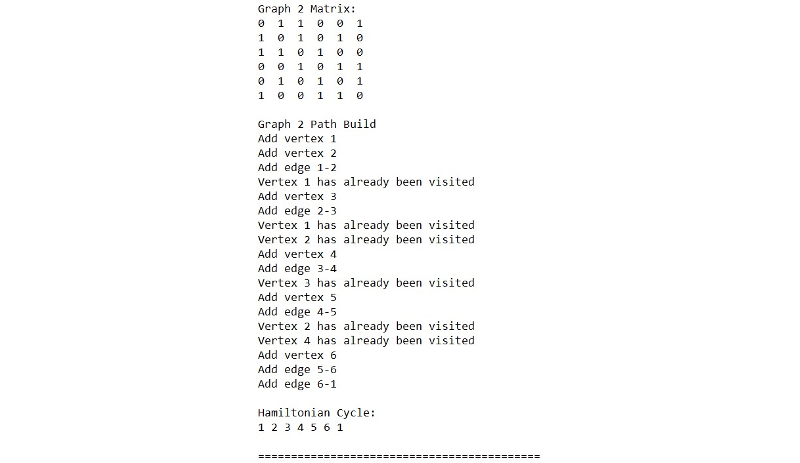 Graph 2 Matrix:
0 1 1 0 0 1
1 0 1 0 1 0
1 1 0 1 0 0
0 0 1 0 1 1
0 1 0 1 0 1
1 0 0 1 1 0
Graph 2 Path Build
Add vertex 1
Add vertex 2
Add edge 1-2
Vertex 1 has already been visited
Add vertex 3
Add edge 2-3
Vertex 1 has already been visited
Vertex 2 has already been visited
Add vertex 4
Add edge 3-4
Vertex 3 has already been visited
Add vertex 5
Add edge 4-5
Vertex 2 has already been visited
Vertex 4 has already been visited
Add vertex 6
Add edge 5-6
Add edge 6-1
Hamiltonian Cycle:
1 2 3 4 5 6 1
===========================================